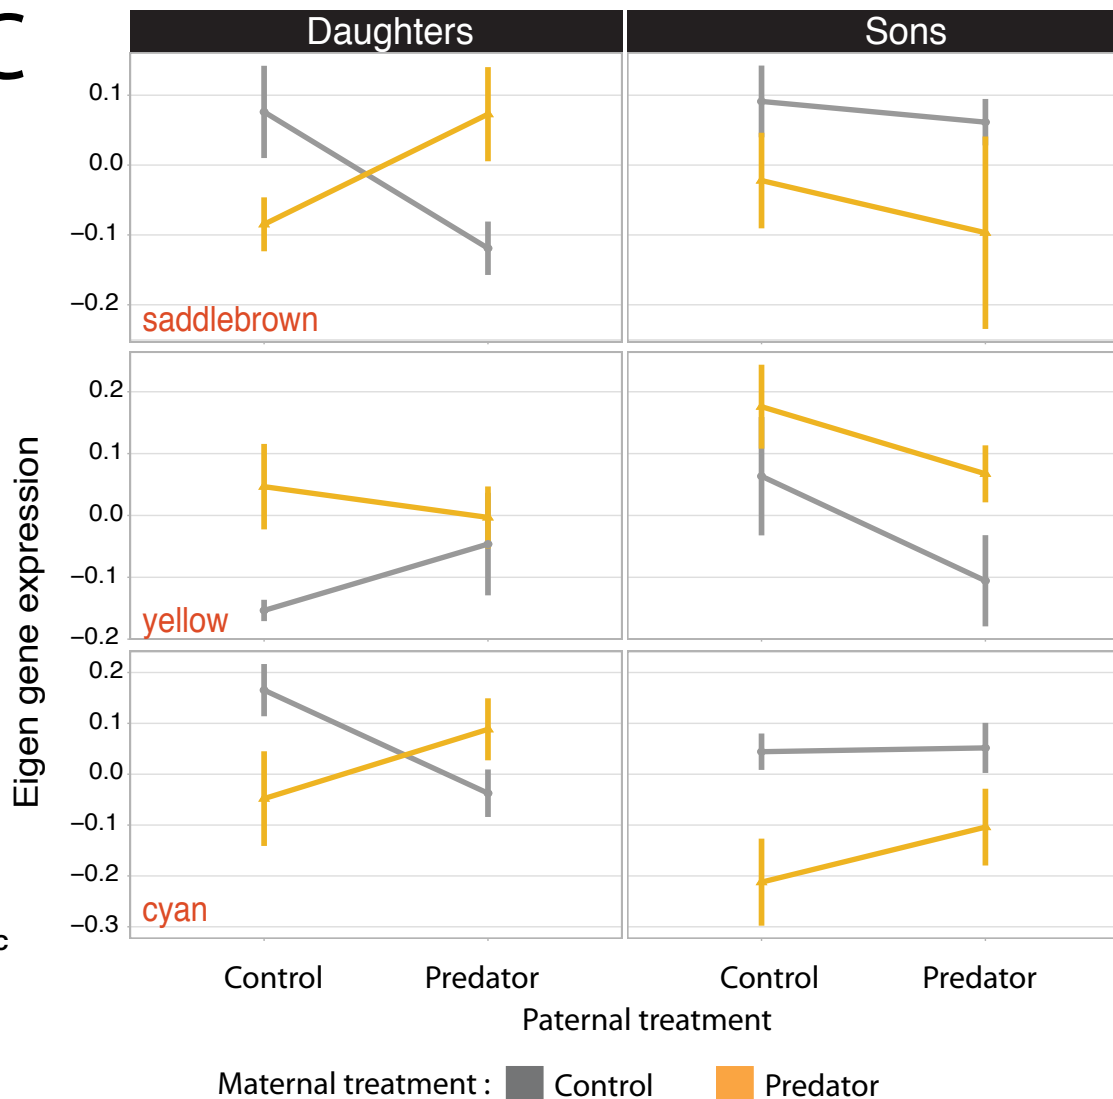 C
Daughters Sons
0.1
0.0
−0.1
−0.2
saddlebrown
0.2
0.1
0.0
−0.1
−0.2
yellow
0.2
0.1
0.0
−0.1
−0.2
−0.3
cyan
Eigen gene expression
c
Control Predator Control Predator
Paternal treatment
Maternal treatment : Control Predator